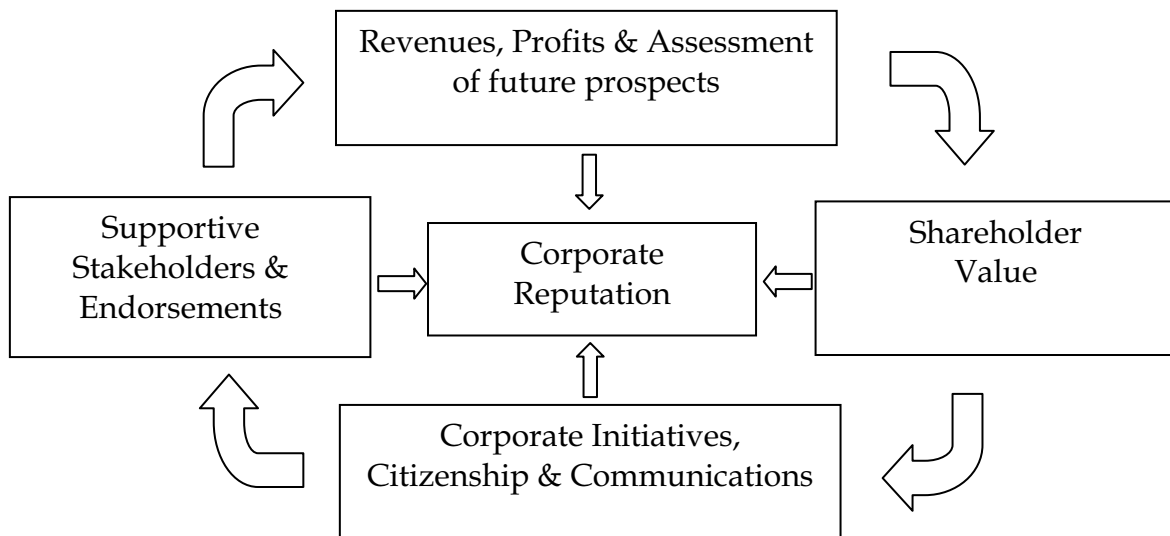 Revenues, Profits & Assessment
of future prospects
Supportive
Stakeholders &
Endorsements
Corporate
Reputation
Shareholder
Value
Corporate Initiatives,
Citizenship & Communications